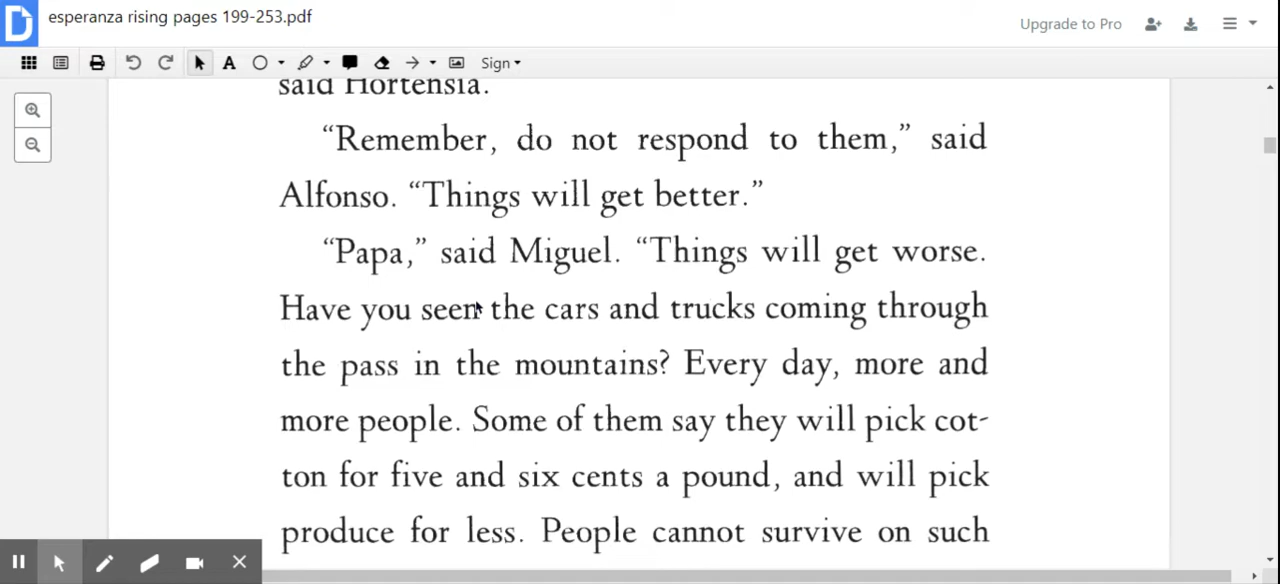 esperanza rising pages 199-253.pdf
Upgrade to Pro
A
Sign
said Hortensia.
“Remember, do not respond to them,” said
Alfonso. “Things will get better.”
“Papa,” said Miguel. “Things will get worse.
Have you seen the cars and trucks coming through
the pass in the mountains? Every day, more and
more people. Some of them say they will pick cot-
ton for five and six cents a pound, and will pick
produce for less. People cannot survive on such